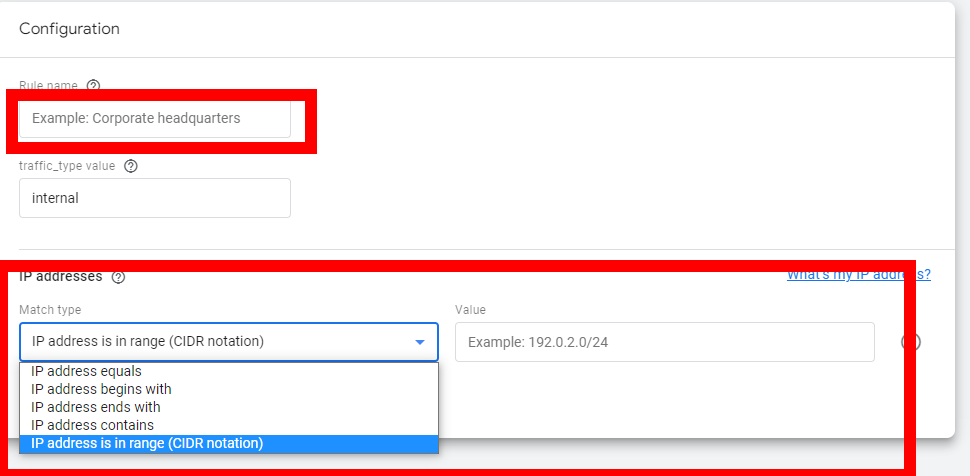 Configuration
Rule name
Example: Corporate headquarters
traffic_type value
internal
IP addresses
What's my IP address?
Match type
Value
IP address is in range (CIDR notation)
Example: 192.0.2.0/24
IP address equals
IP address begins with
IP address ends with
IP address contains
IP address is in range (CIDR notation)